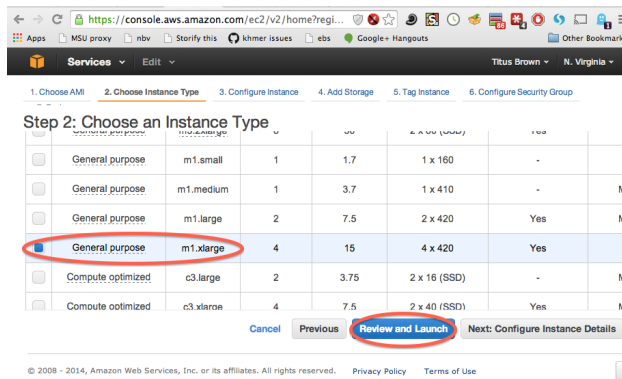 https://console.aws.amazon.com/ec2/v2/home?regi...
Apps MSU proxy nbv Storify this khmer issues ebs Google+ Hangouts Other Bookmark
Services Edit Titus Brown N. Virginia
1. Choose AMI 2. Choose Instance Type 3. Configure Instance 4. Add Storage 5. Tag Instance 6. Configure Security Group
Step 2: Choose an Instance Type
General purpose m1.small 1 1.7 1 x 160 -
General purpose m1.medium 1 3.7 1 x 410 -
General purpose m1.large 2 7.5 2 x 420 Yes
General purpose m1.xlarge 4 15 4 x 420 Yes
Compute optimized c3.large 2 3.75 2 x 16 (SSD) -
Compute optimized c3.xlarge 4 7.5 2 x 40 (SSD) Yes
Cancel Previous Review and Launch Next: Configure Instance Details
© 2008 - 2014, Amazon Web Services, Inc. or its affiliates. All rights reserved. Privacy Policy Terms of Use